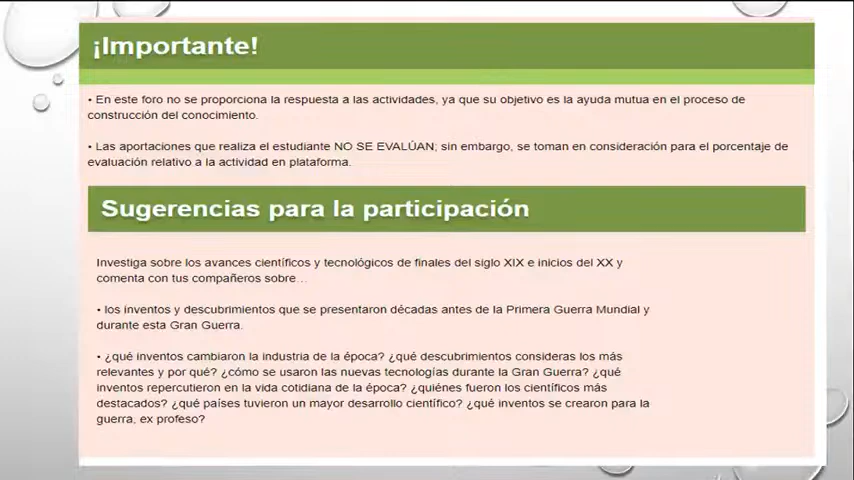 ¡Importante!
• En este foro no se proporciona la respuesta a las actividades, ya que su objetivo es la ayuda mutua en el proceso de
construcción del conocimiento.
• Las aportaciones que realiza el estudiante NO SE EVALÚAN; sin embargo, se toman en consideración para el porcentaje de
evaluación relativo a la actividad en plataforma.
Sugerencias para la participación
Investiga sobre los avances científicos y tecnológicos de finales del siglo XIX e inicios del XX y
comenta con tus compañeros sobre…
• los inventos y descubrimientos que se presentaron décadas antes de la Primera Guerra Mundial y
durante esta Gran Guerra.
• ¿qué inventos cambiaron la industria de la época? ¿qué descubrimientos consideras los más
relevantes y por qué? ¿cómo se usaron las nuevas tecnologías durante la Gran Guerra? ¿qué
inventos repercutieron en la vida cotidiana de la época? ¿quiénes fueron los científicos más
destacados? ¿qué países tuvieron un mayor desarrollo científico? ¿qué inventos se crearon para la
guerra, ex profeso?